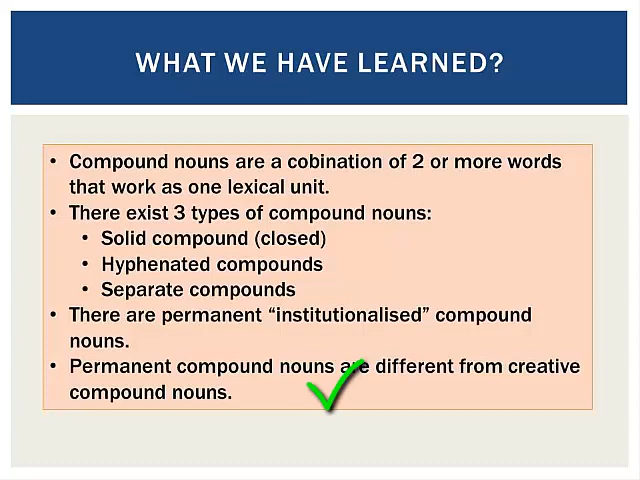 WHAT WE HAVE LEARNED?
• Compound nouns are a cobination of 2 or more words
that work as one lexical unit.
• There exist 3 types of compound nouns:
• Solid compound (closed)
• Hyphenated compounds
• Separate compounds
• There are permanent “institutionalised” compound
nouns.
• Permanent compound nouns are different from creative
compound nouns.